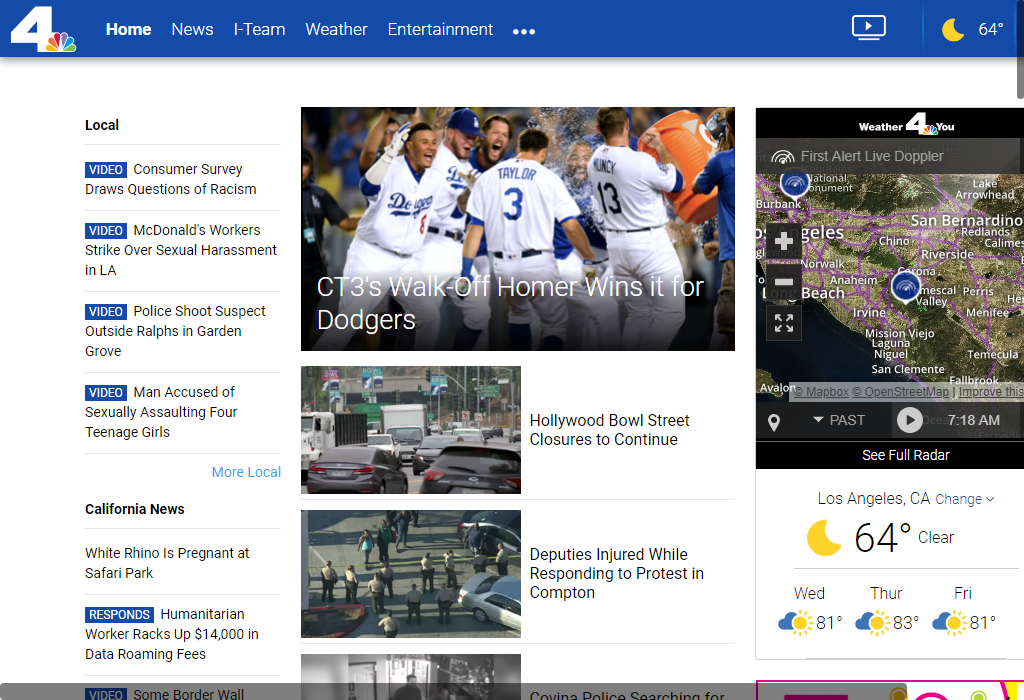 4
Home
News
I-Team
Weather
Entertainment
64°
Local
VIDEO Consumer Survey
Draws Questions of Racism
VIDEO McDonald's Workers
Strike Over Sexual Harassment
in LA
VIDEO Police Shoot Suspect
Outside Ralphs in Garden
Grove
VIDEO Man Accused of
Sexually Assaulting Four
Teenage Girls
More Local
California News
White Rhino Is Pregnant at
Safari Park
RESPONDS Humanitarian
Worker Racks Up $14,000 in
Data Roaming Fees
VIDEO Some Border Wall
TAYLOR
3
MUNCY
13
Dodgers
CT3's Walk-Off Homer Wins it for
Dodgers
Hollywood Bowl Street
Closures to Continue
Deputies Injured While
Responding to Protest in
Compton
Covina Police Searching for
Weather 4 You
First Alert Live Doppler
National
onument
Burbank
Lake
Arrowhead
San Bernardino
os geles
Redlands
Chino
Calimes
Riverside
Norwalk
Corona
Anaheim
Long Beach
mescal
Valley
Perris
Irvine
Menifee
Mission Viejo
Laguna
Niguel
Temecula
San Clemente
Fallbrook
Avalon
© Mapbox © OpenStreetMap | Improve this
PAST
7:18 AM
See Full Radar
Los Angeles, CA Change
64° Clear
Wed
Thur
Fri
81°
83°
81°